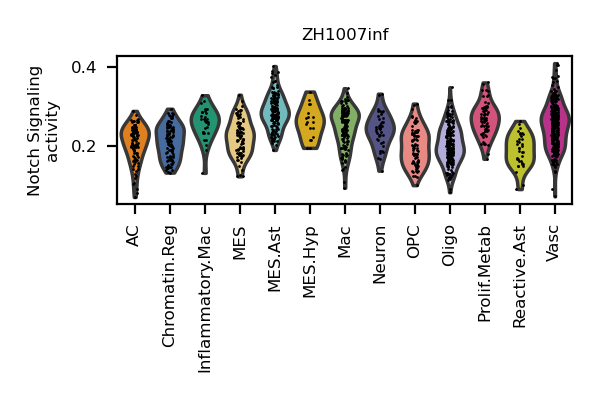 ZH1007inf
Notch Signaling
activity
0.4
0.2
AC
Chromatin.Reg
Inflammatory.Mac
MES
MES.Ast
MES.Hyp
Mac
Neuron
OPC
Oligo
Prolif.Metab
Reactive.Ast
Vasc